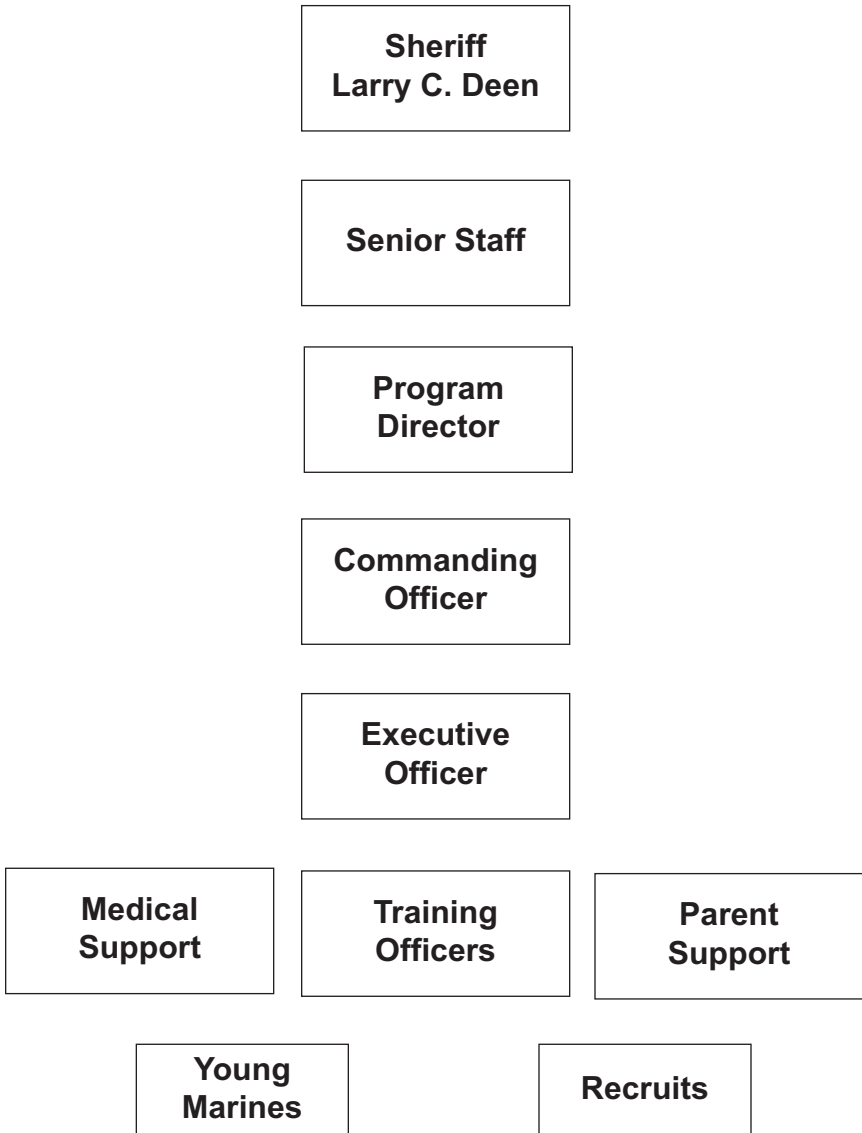 Sheriff
Larry C. Deen
Senior Staff
Program
Director
Commanding
Officer
Executive
Officer
Medical
Support
Training
Officers
Parent
Support
Young
Marines
Recruits